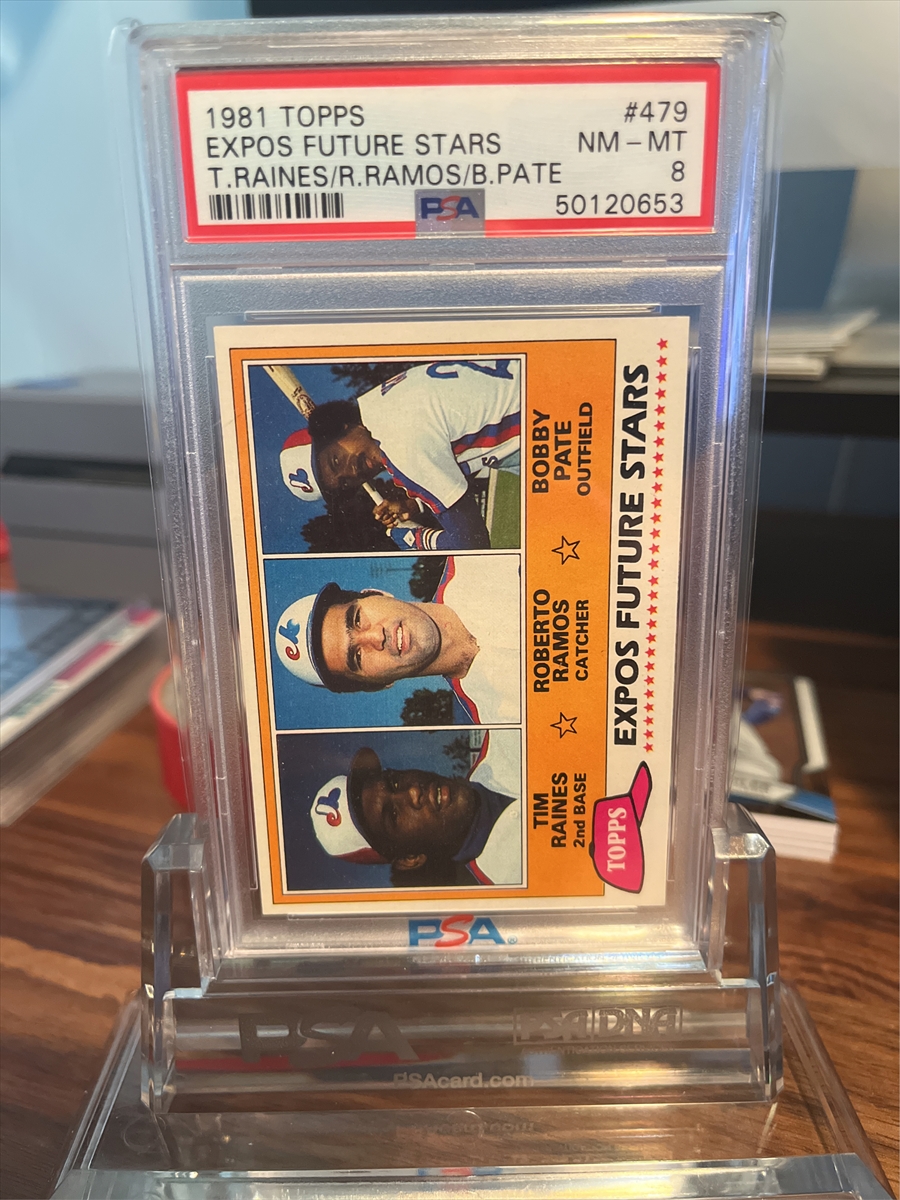 1981 TOPPS #479
EXPOS FUTURE STARS NM - MT
T.RAINES/R.RAMOS/B.PATE 8
PSA 50120653
TIM
RAINES
2nd BASE
ROBERTO
RAMOS
CATCHER
BOBBY
PATE
OUTFIELD
TOPPS
EXPOS FUTURE STARS
PSA
PSA
PSA DNA
PSAcard.com